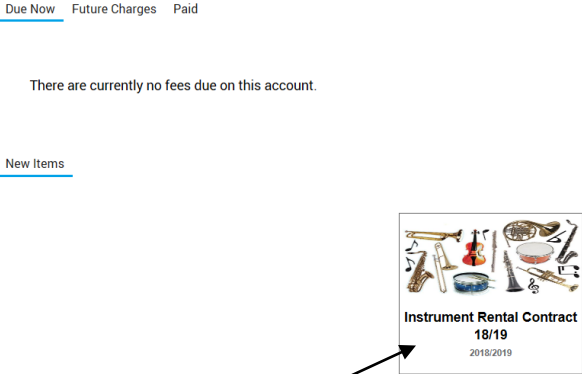 Due Now Future Charges Paid
There are currently no fees due on this account.
New Items
Instrument Rental Contract
18/19
2018/2019